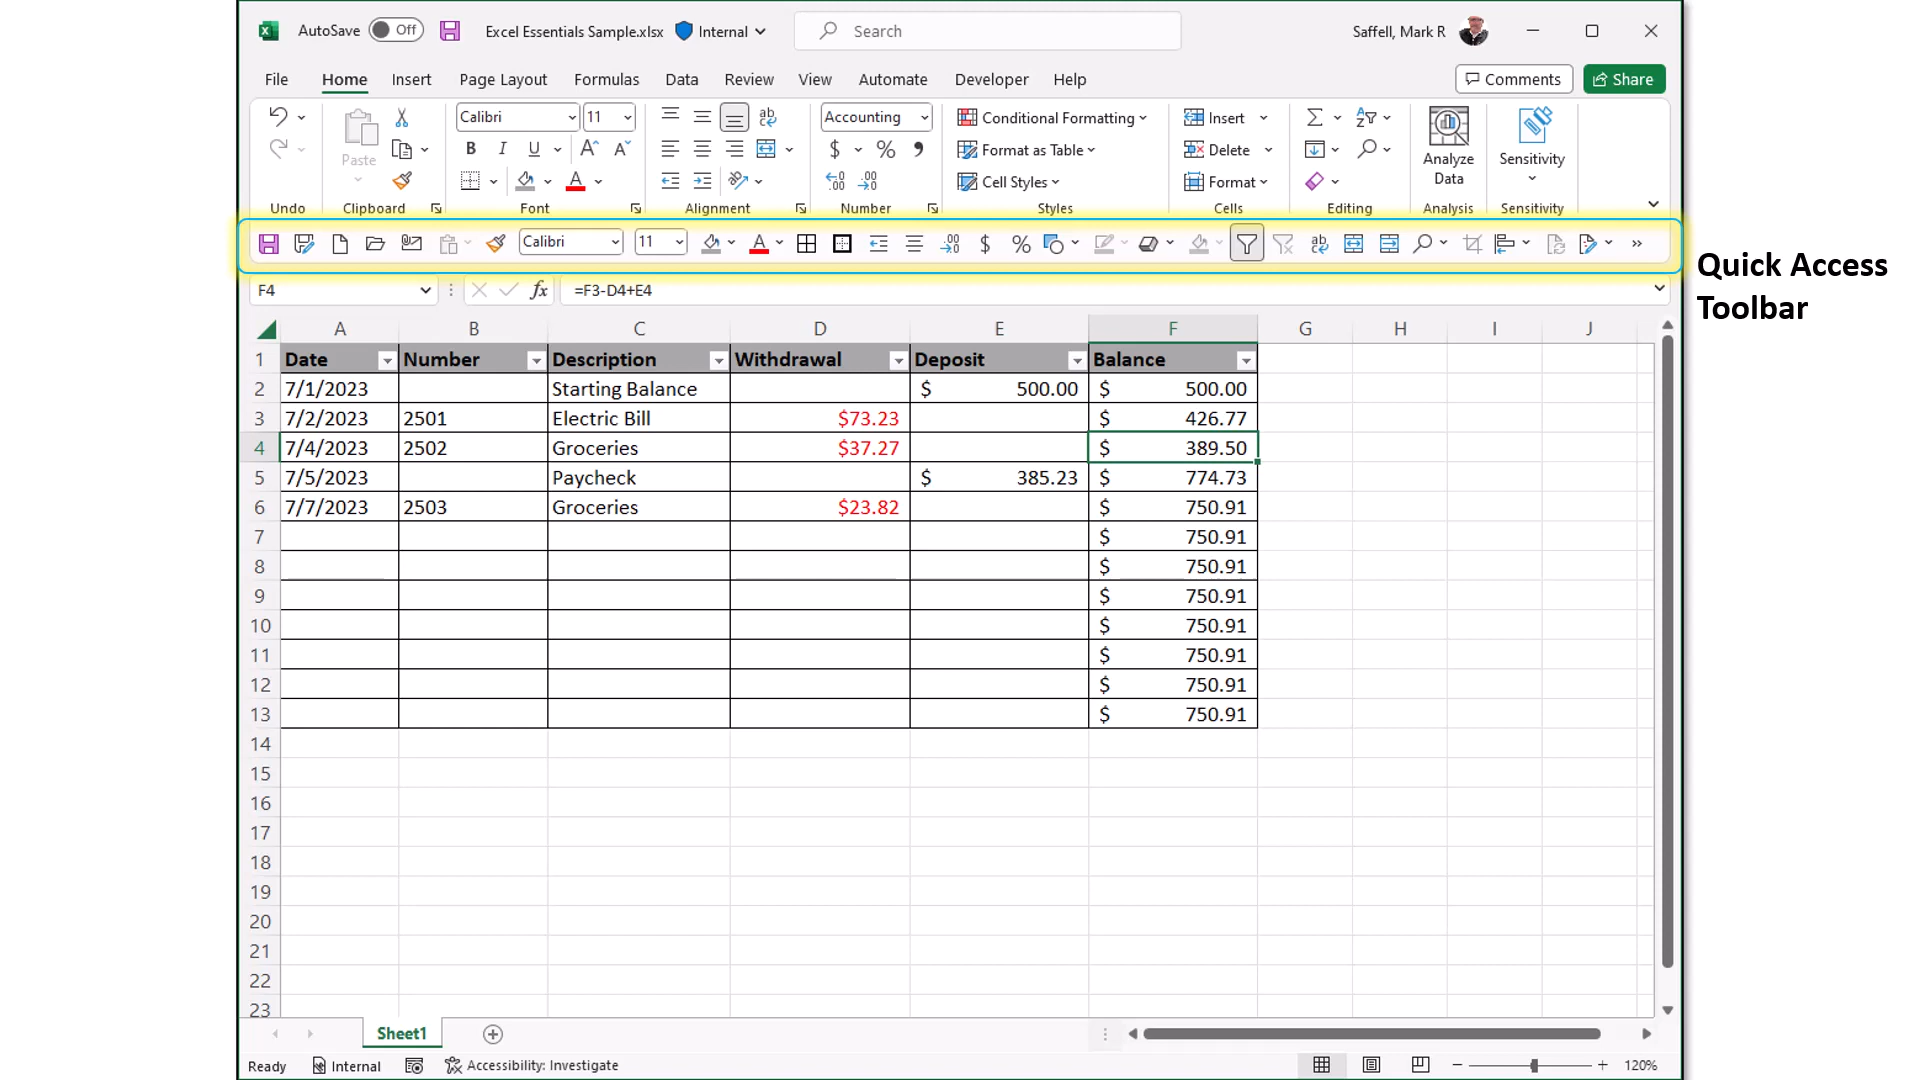 AutoSave Off Excel Essentials Sample.xlsx Internal Search Saffell, Mark R
File Home Insert Page Layout Formulas Data Review View Automate Developer Help Comments Share
Calibri 11 ab Accounting Conditional Formatting Insert
Paste B I U A A $ % Format as Table Delete Analyze Data Sensitivity
A .00 .00 Cell Styles Format
Undo Clipboard Font Alignment Number Styles Cells Editing Analysis Sensitivity
Calibri 11 A $ % ab
Quick Access
Toolbar
F4 fx =F3-D4+E4
A B C D E F G H I J
1 Date Number Description Withdrawal Deposit Balance
2 7/1/2023 Starting Balance $ 500.00 $ 500.00
3 7/2/2023 2501 Electric Bill $73.23 $ 426.77
4 7/4/2023 2502 Groceries $37.27 $ 389.50
5 7/5/2023 Paycheck $ 385.23 $ 774.73
6 7/7/2023 2503 Groceries $23.82 $ 750.91
7 $ 750.91
8 $ 750.91
9 $ 750.91
10 $ 750.91
11 $ 750.91
12 $ 750.91
13 $ 750.91
14
15
16
17
18
19
20
21
22
23
Sheet1
Ready Internal Accessibility: Investigate 120%